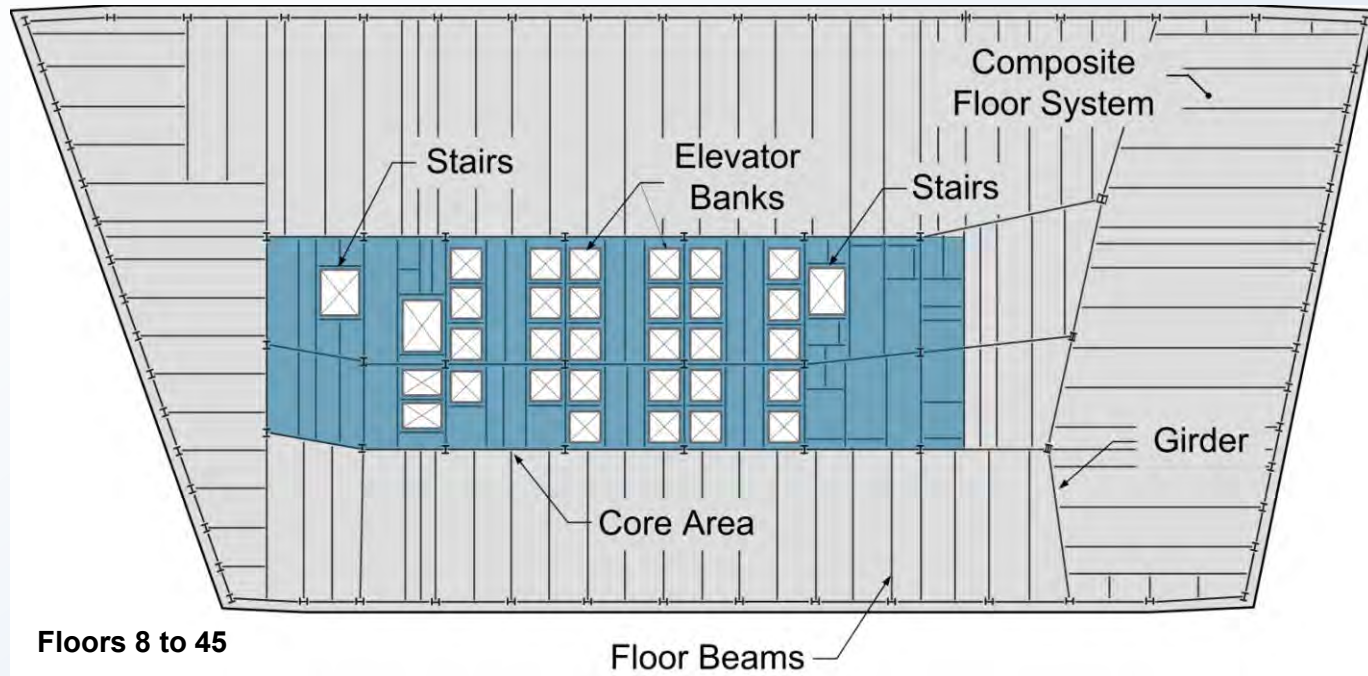 Composite
Floor System
Stairs
Elevator
Banks
Stairs
Girder
Core Area
Floors 8 to 45
Floor Beams